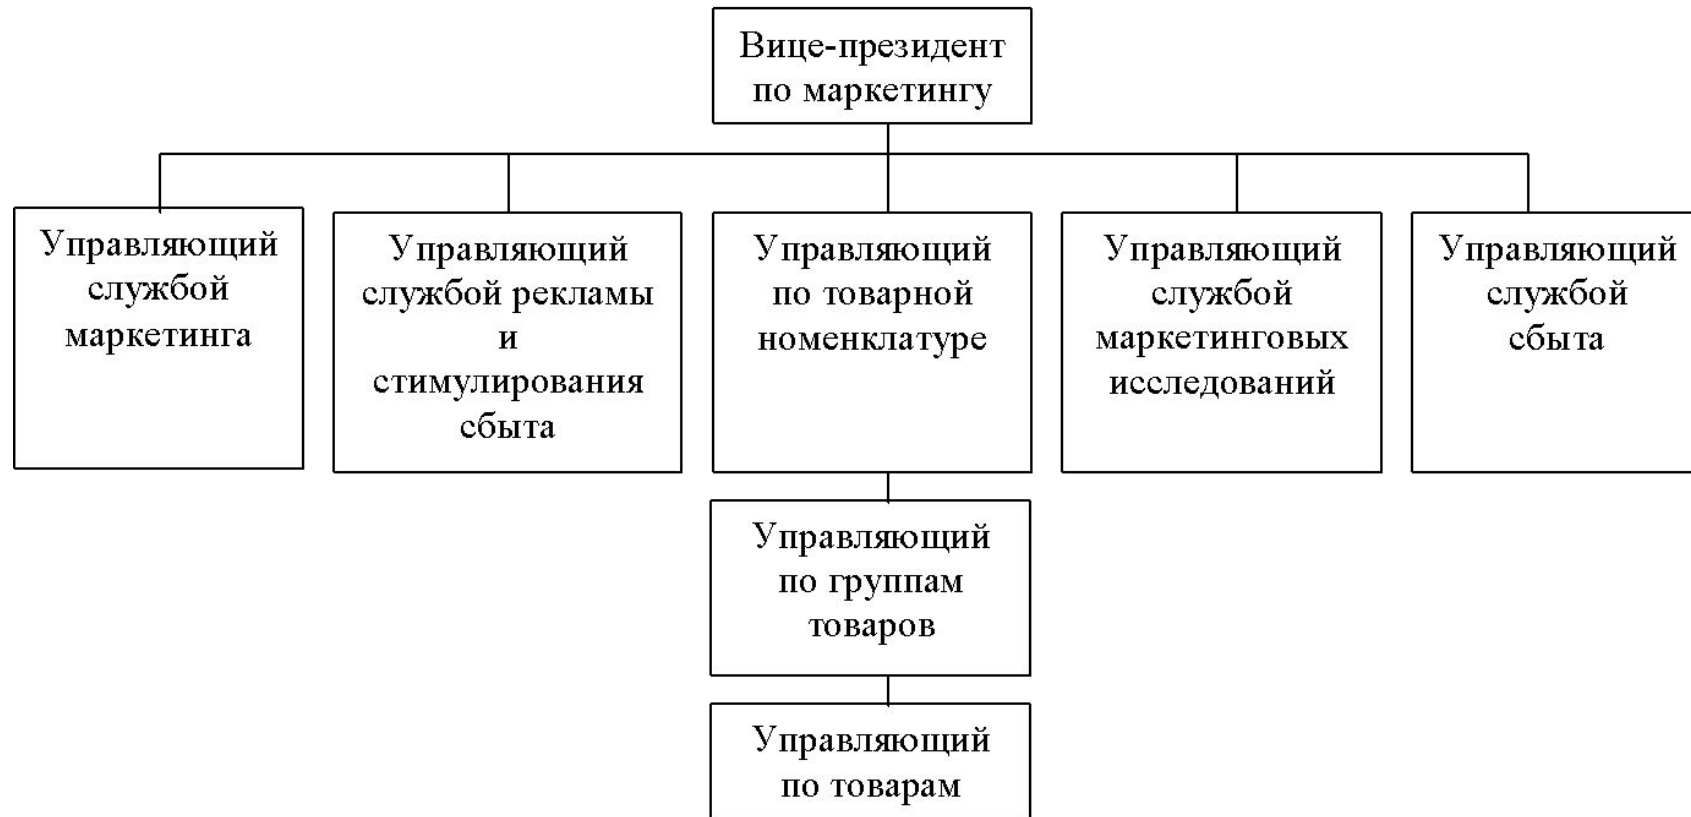 Вице-президент
по маркетингу
Управляющий
службой
маркетинга
Управляющий
службой рекламы
и
стимулирования
сбыта
Управляющий
по товарной
номенклатуре
Управляющий
службой
маркетинговых
исследований
Управляющий
службой
сбыта
Управляющий
по группам
товаров
Управляющий
по товарам